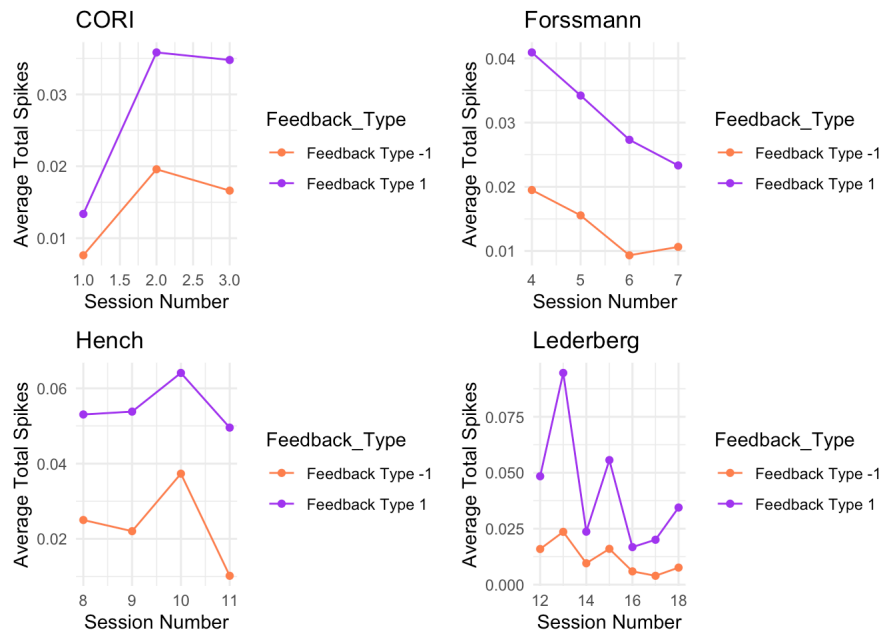 CORI
Average Total Spikes
0.03
0.02
0.01
1.0 1.5 2.0 2.5 3.0
Session Number
Feedback_Type
Feedback Type -1
Feedback Type 1
Forssmann
Average Total Spikes
0.04
0.03
0.02
0.01
4 5 6 7
Session Number
Feedback_Type
Feedback Type -1
Feedback Type 1
Hench
Average Total Spikes
0.06
0.04
0.02
8 9 10 11
Session Number
Feedback_Type
Feedback Type -1
Feedback Type 1
Lederberg
Average Total Spikes
0.075
0.050
0.025
0.000
12 14 16 18
Session Number
Feedback_Type
Feedback Type -1
Feedback Type 1